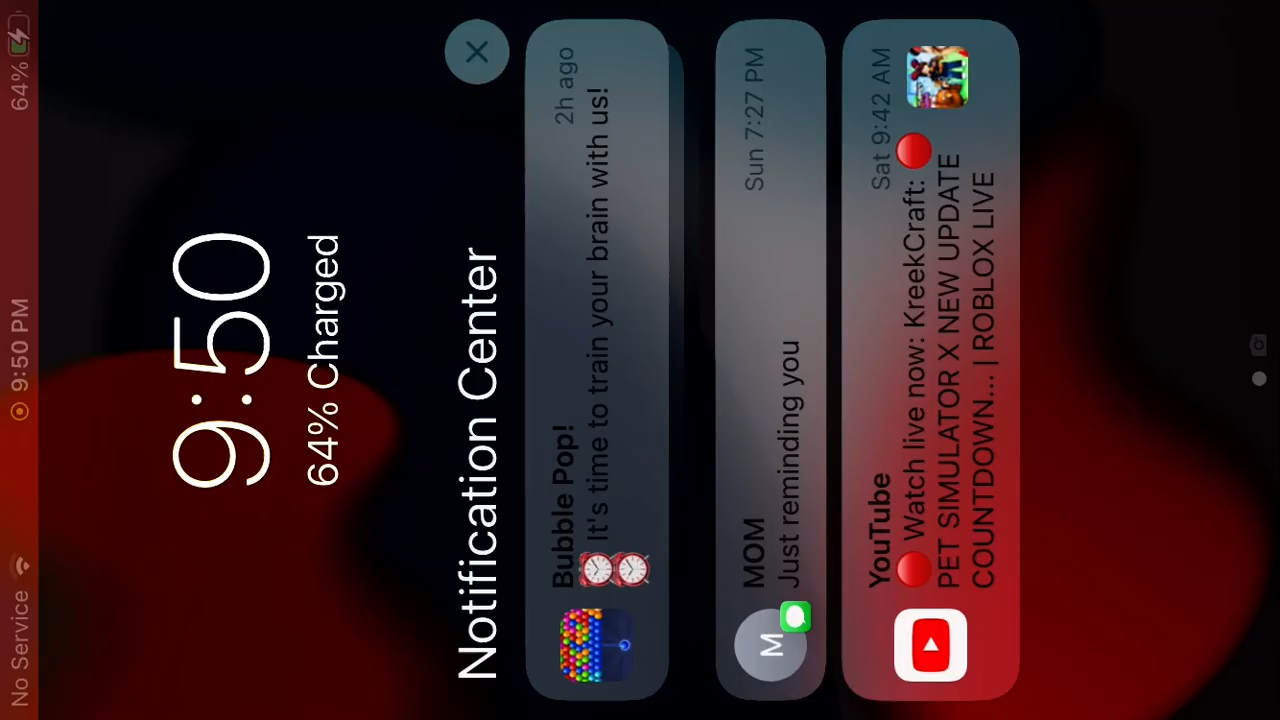 No Service 9:50 PM 64%
9:50
64% Charged
Notification Center
Bubble Pop! 2h ago
⏰⏰ It's time to train your brain with us!
MOM Sun 7:27 PM
Just reminding you
M
YouTube Sat 9:42 AM
🔴 Watch live now: KreekCraft: 🔴
PET SIMULATOR X NEW UPDATE
COUNTDOWN... | ROBLOX LIVE